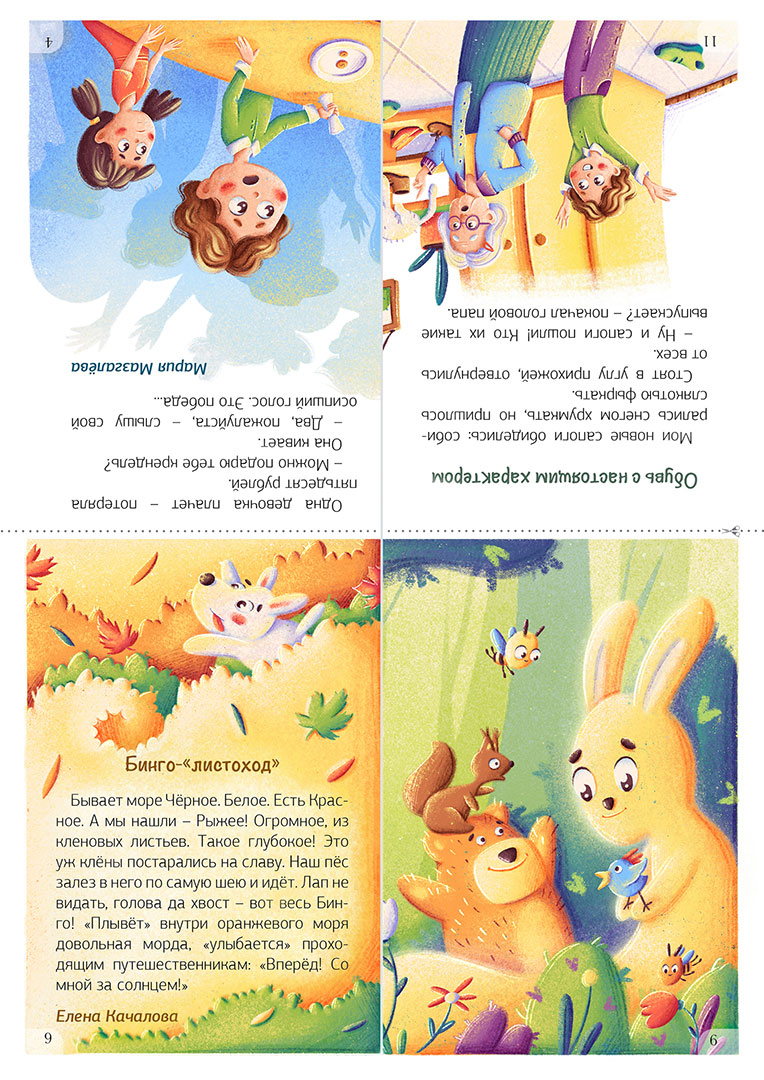 Одна девочка плачет – потеряла
пятьдесят рублей.
– Можно подарю тебе крендель?
Она кивает.
– Два, пожалуйста, – слышу свой
осипший голос. Это победа...
Мария Мазгалёва
4
Обувь с настоящим характером
Мои новые сапоги обиделись: соби-
рались снегом хрумкать, но пришлось
слякотью фыркать.
Стоят в углу прихожей, отвернулись
от всех.
– Ну и сапоги пошли! Кто их такие
выпускает? – покачал головой папа.
11
Бинго-«листоход»
Бывает море Чёрное. Белое. Есть Крас-
ное. А мы нашли – Рыжее! Огромное, из
кленовых листьев. Такое глубокое! Это
уж клёны постарались на славу. Наш пёс
залез в него по самую шею и идёт. Лап не
видать, голова да хвост – вот весь Бин-
го! «Плывёт» внутри оранжевого моря
довольная морда, «улыбается» прохо-
дящим путешественникам: «Вперёд! Со
мной за солнцем!»
Елена Качалова
9
6